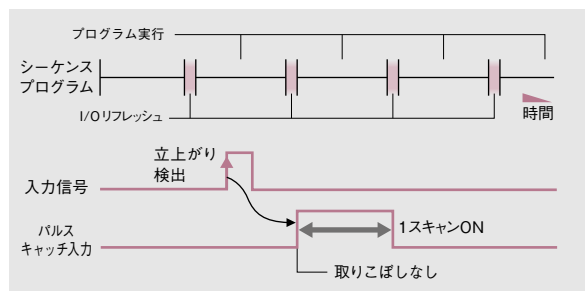 プログラム実行
シーケンス
プログラム
I/Oリフレッシュ
時間
立上がり
検出
入力信号
パルス
キャッチ入力
1スキャンON
取りこぼしなし